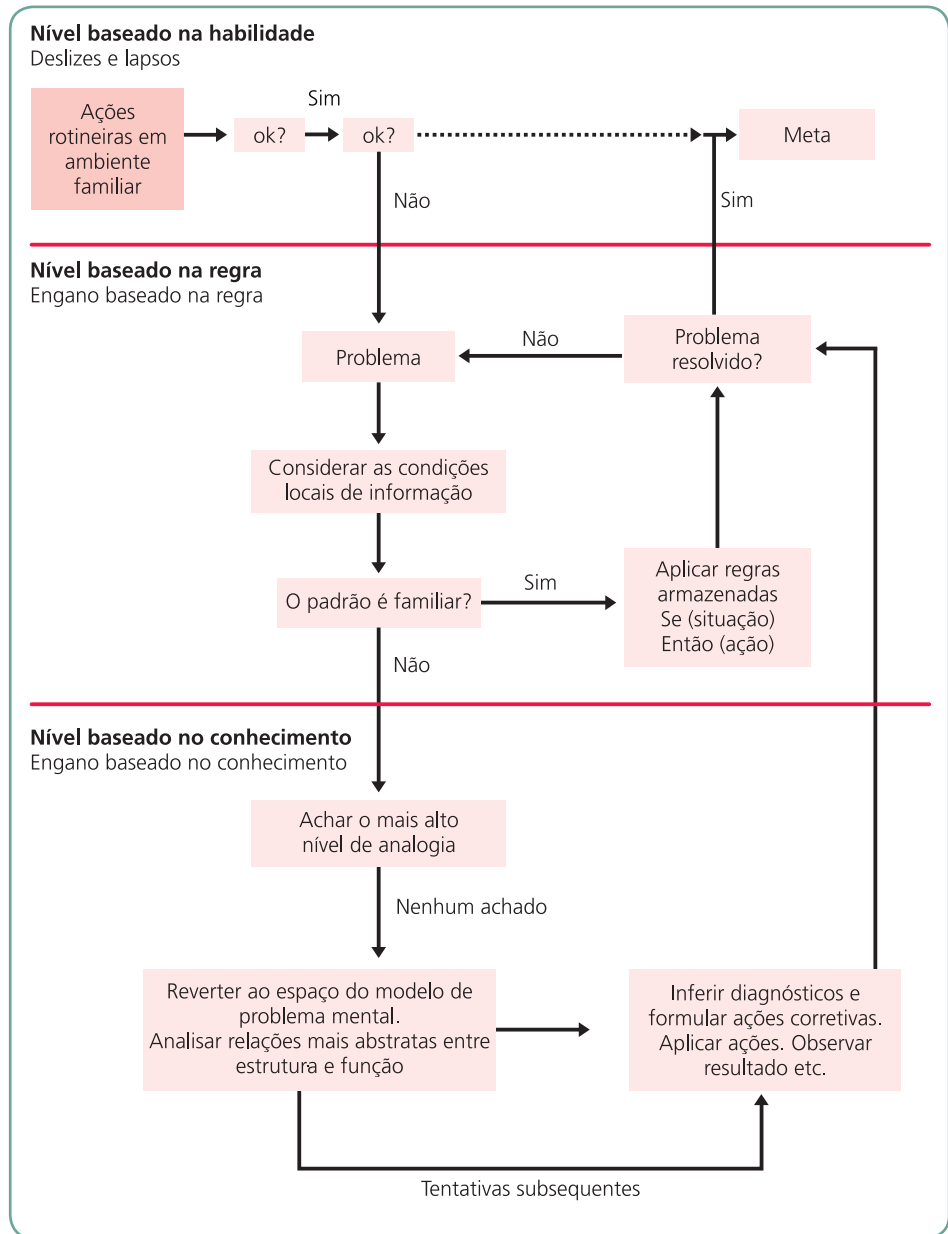 Nível baseado na habilidade
Deslizes e lapsos
Ações
rotineiras em
ambiente
familiar
ok?
Sim
ok?
Meta
Não
Sim
Nível baseado na regra
Engano baseado na regra
Problema
Não
Problema
resolvido?
Considerar as condições
locais de informação
O padrão é familiar?
Sim
Aplicar regras
armazenadas
Se (situação)
Então (ação)
Não
Nível baseado no conhecimento
Engano baseado no conhecimento
Achar o mais alto
nível de analogia
Nenhum achado
Reverter ao espaço do modelo de
problema mental.
Analisar relações mais abstratas entre
estrutura e função
Inferir diagnósticos e
formular ações corretivas.
Aplicar ações. Observar
resultado etc.
Tentativas subsequentes